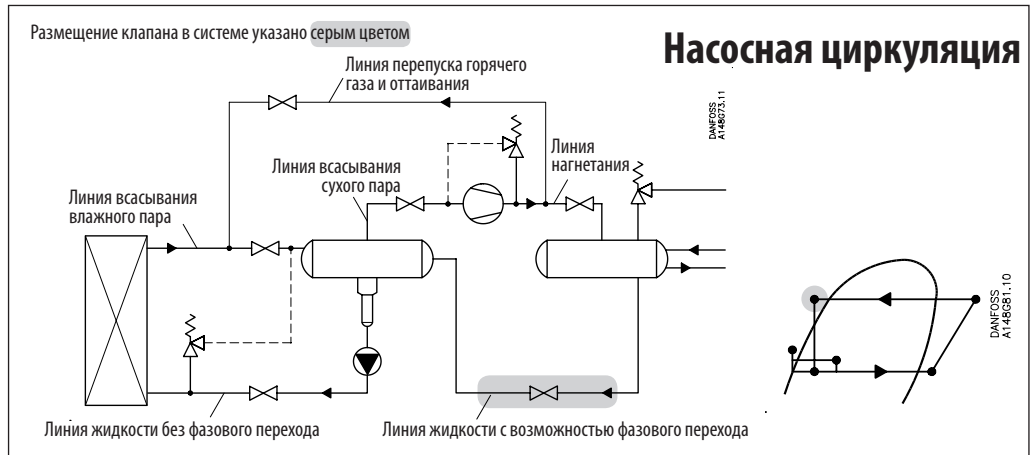 Размещение клапана в системе указано серым цветом
Насосная циркуляция
Линия перепуска горячего
газа и оттаивания
DANFOSS
A148G73.11
Линия
нагнетания
Линия всасывания
сухого пара
Линия всасывания
влажного пара
DANFOSS
A148G81.10
Линия жидкости без фазового перехода
Линия жидкости с возможностью фазового перехода